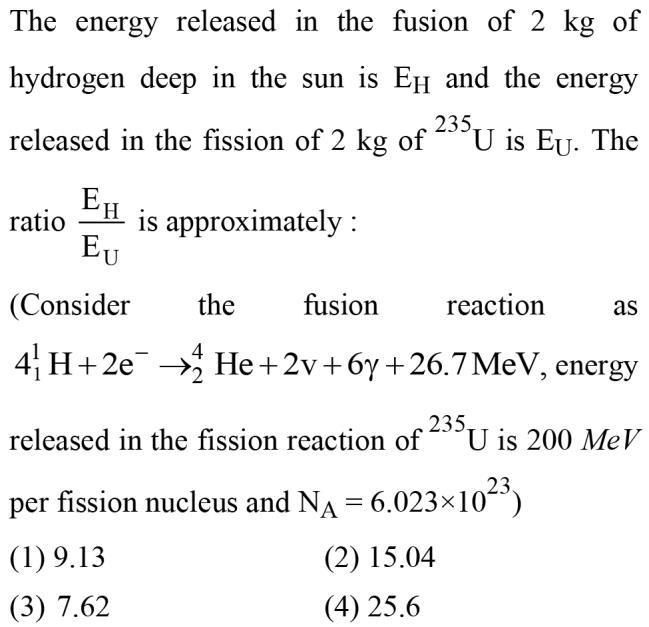 The energy released in the fusion of 2 kg of
hydrogen deep in the sun is E_H and the energy
released in the fission of 2 kg of ²³⁵U is E_U. The
ratio E_H/E_U is approximately :
(Consider the fusion reaction as
4¹₁H + 2e⁻ →⁴₂ He + 2v + 6γ + 26.7 MeV, energy
released in the fission reaction of ²³⁵U is 200 MeV
per fission nucleus and N_A = 6.023×10²³)
(1) 9.13 (2) 15.04
(3) 7.62 (4) 25.6